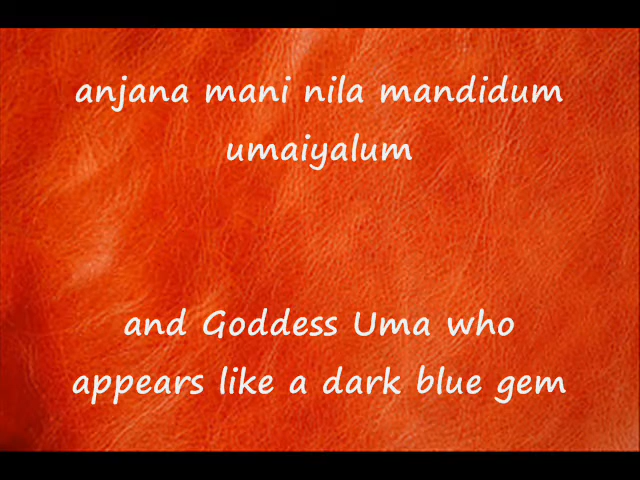 anjana mani nila mandidum
umaiyalum
and Goddess Uma who
appears like a dark blue gem